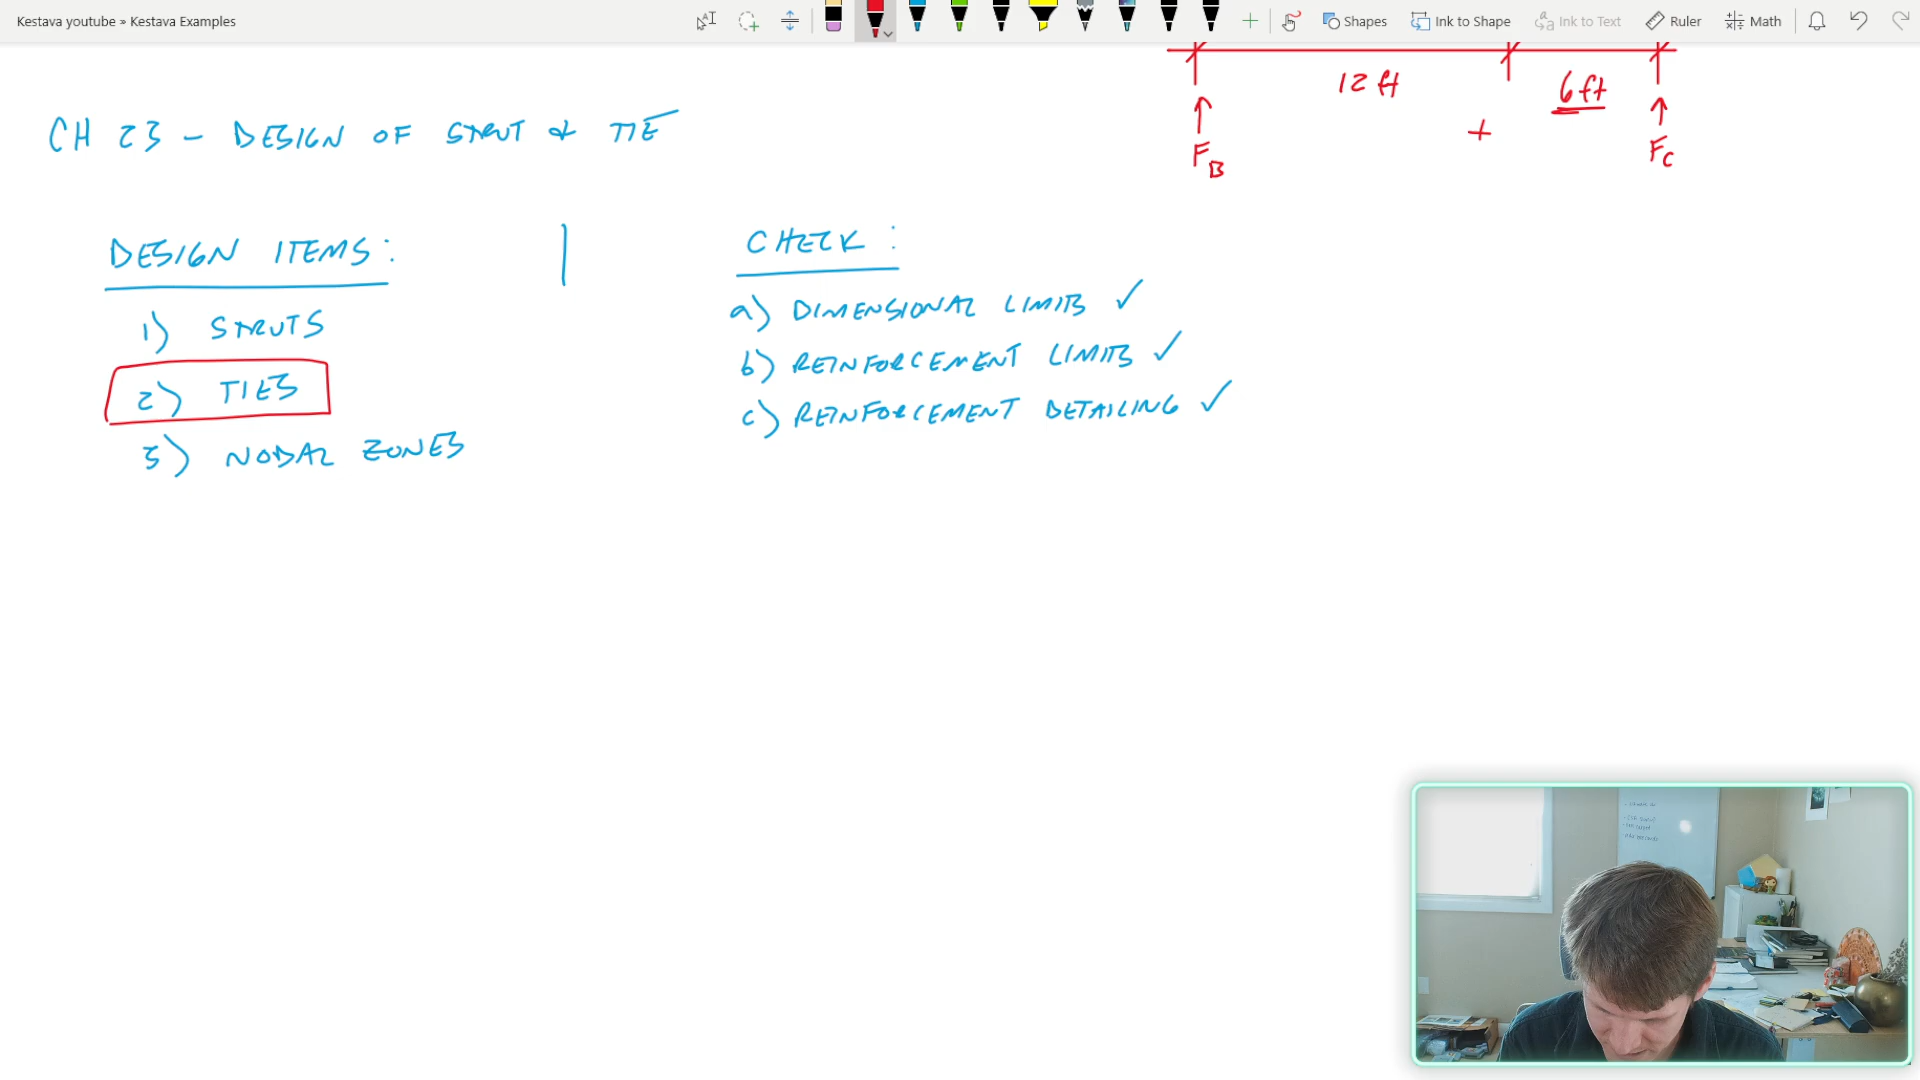 Kestava youtube » Kestava Examples
Shapes
Ink to Shape
Ink to Text
Ruler
Math
12 ft
6 ft
+
F_B
F_C
CH 23 - DESIGN OF STRUT & TIE
DESIGN ITEMS:
1) STRUTS
2) TIES
3) NODAL ZONES
CHECK:
a) DIMENSIONAL LIMITS ✓
b) REINFORCEMENT LIMITS ✓
c) REINFORCEMENT DETAILING ✓